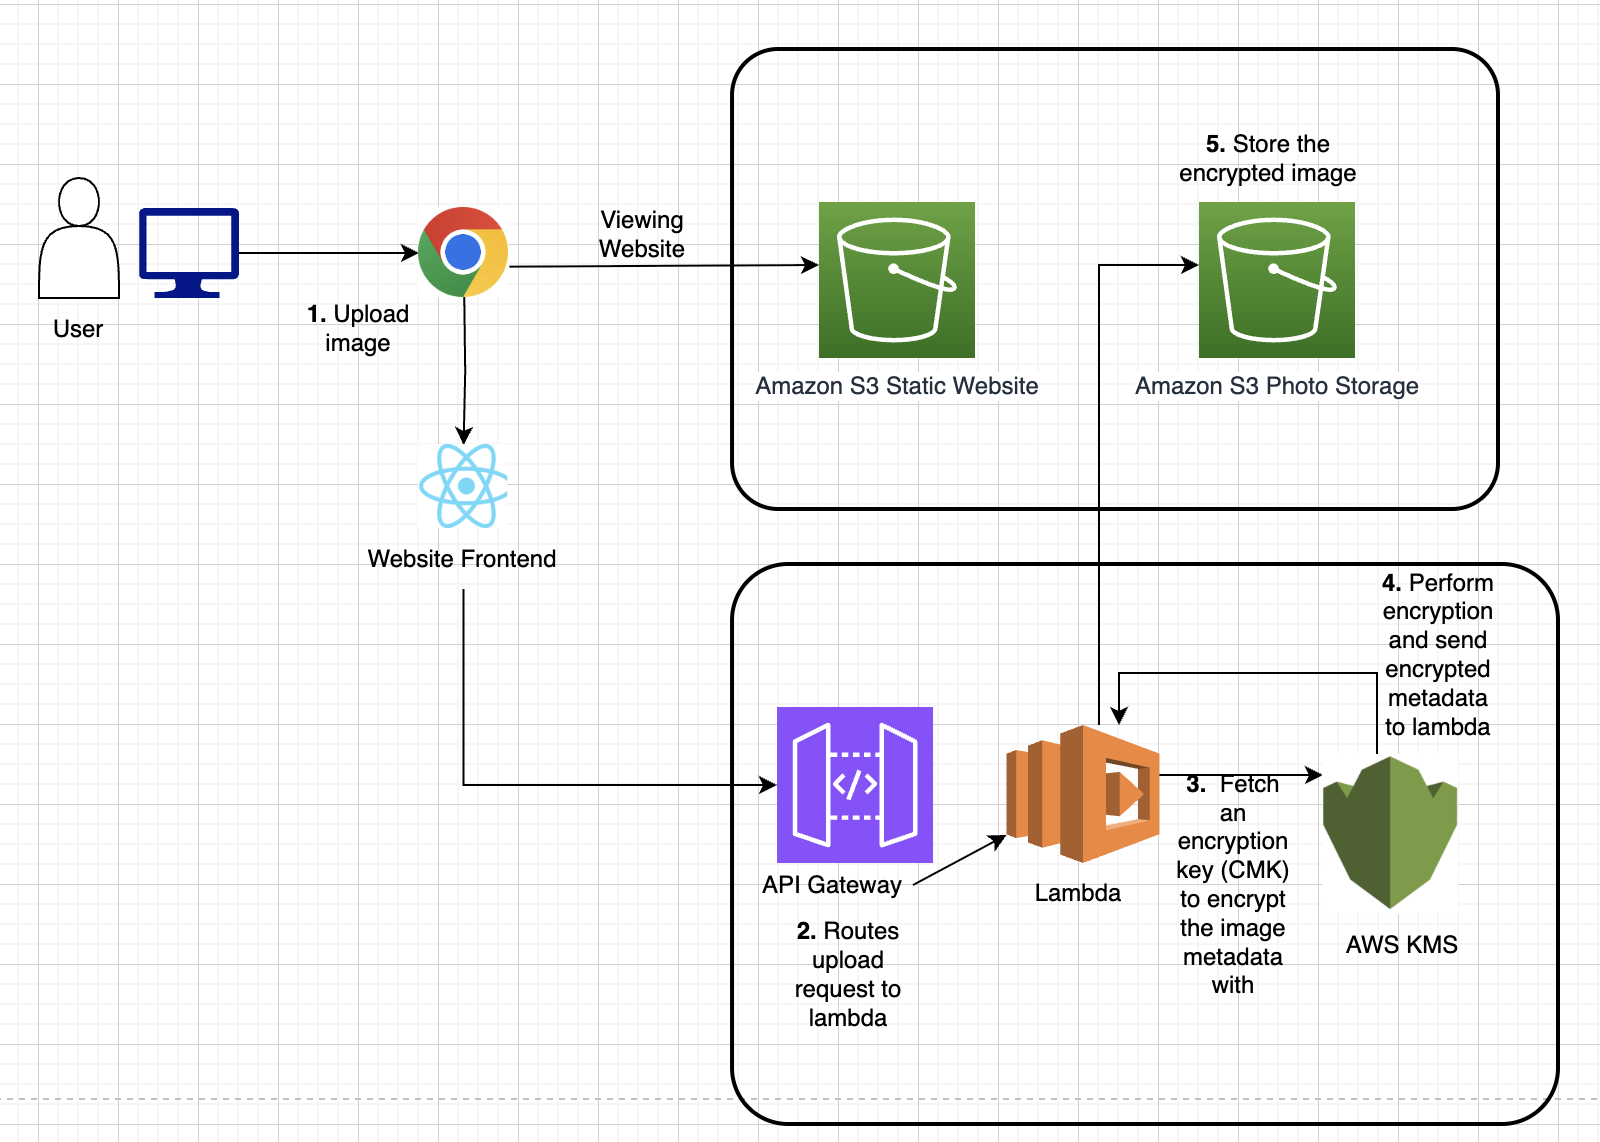 User
1. Upload
image
Viewing
Website
5. Store the
encrypted image
Amazon S3 Static Website
Amazon S3 Photo Storage
Website Frontend
4. Perform
encryption
and send
encrypted
metadata
to lambda
</>
API Gateway
2. Routes
upload
request to
lambda
Lambda
3. Fetch
an
encryption
key (CMK)
to encrypt
the image
metadata
with
AWS KMS